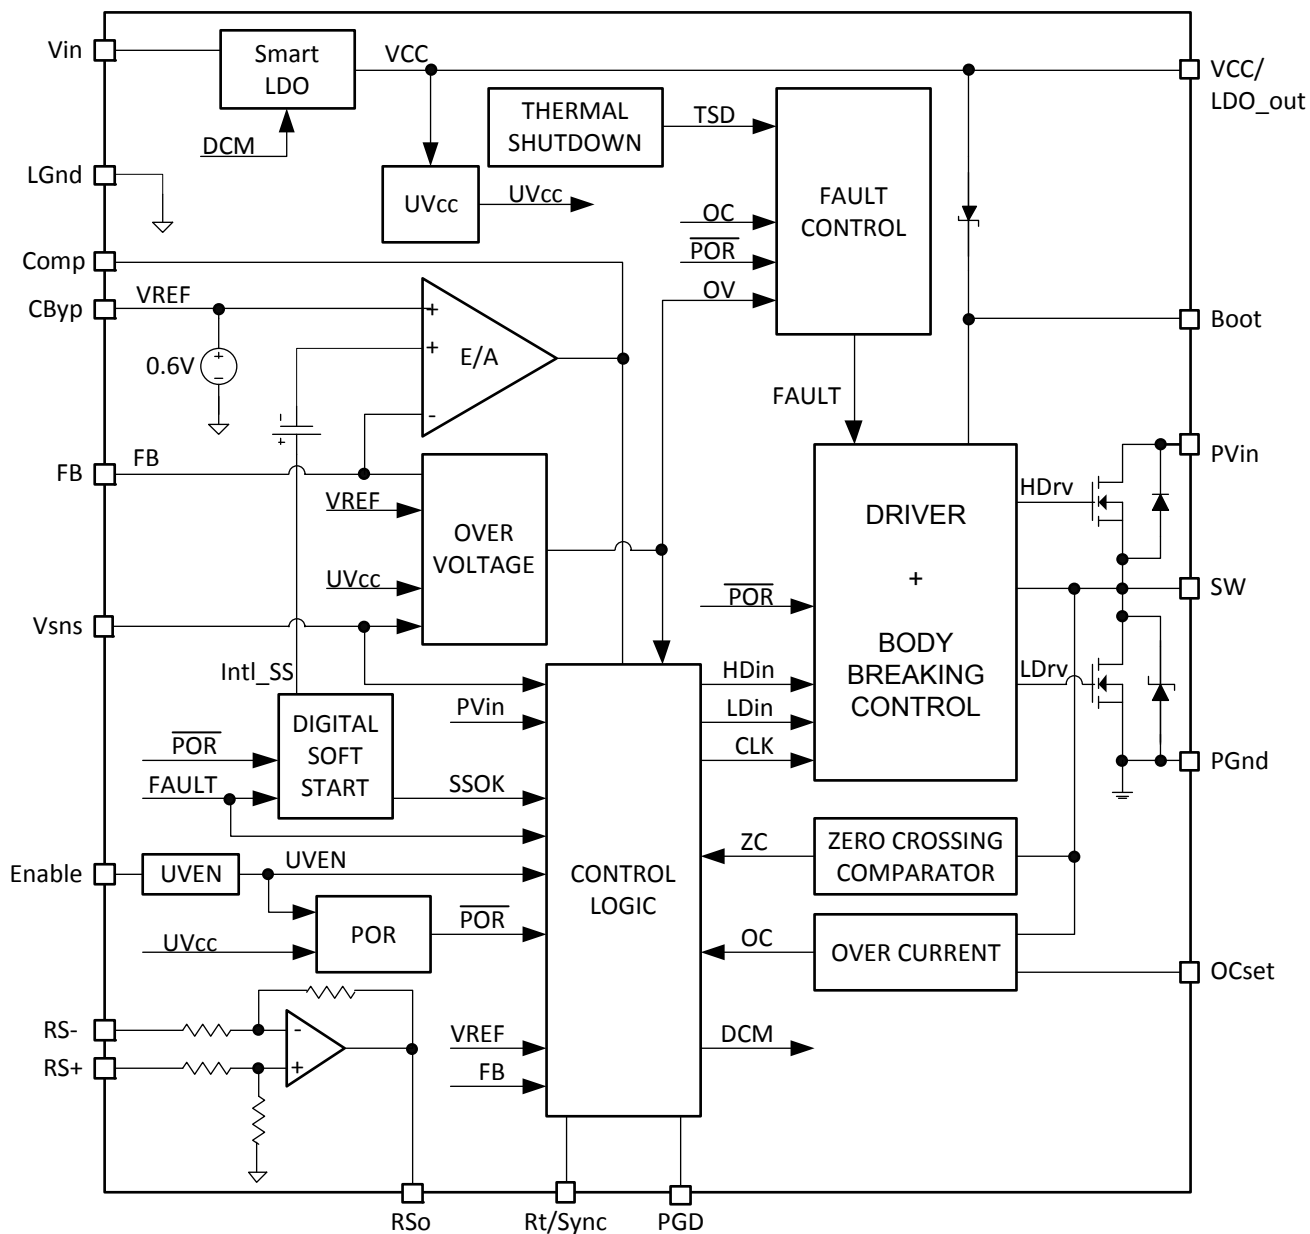 Vin
Smart
LDO
VCC
VCC/
LDO_out
DCM
THERMAL
SHUTDOWN
TSD
LGnd
UVcc
UVcc
FAULT
CONTROL
OC
POR
OV
Comp
CByp
VREF
+
+
-
E/A
0.6V
+
-
-
+
Boot
FAULT
FB
FB
VREF
OVER
VOLTAGE
UVcc
DRIVER
+
BODY
BREAKING
CONTROL
HDrv
PVin
SW
POR
Vsns
Intl_SS
LDrv
HDin
LDin
CLK
PVin
DIGITAL
SOFT
START
POR
FAULT
SSOK
PGnd
ZC
ZERO CROSSING
COMPARATOR
Enable
UVEN
UVEN
CONTROL
LOGIC
POR
POR
UVcc
OC
OVER CURRENT
OCset
RS-
RS+
-
+
VREF
FB
DCM
RSo
Rt/Sync
PGD